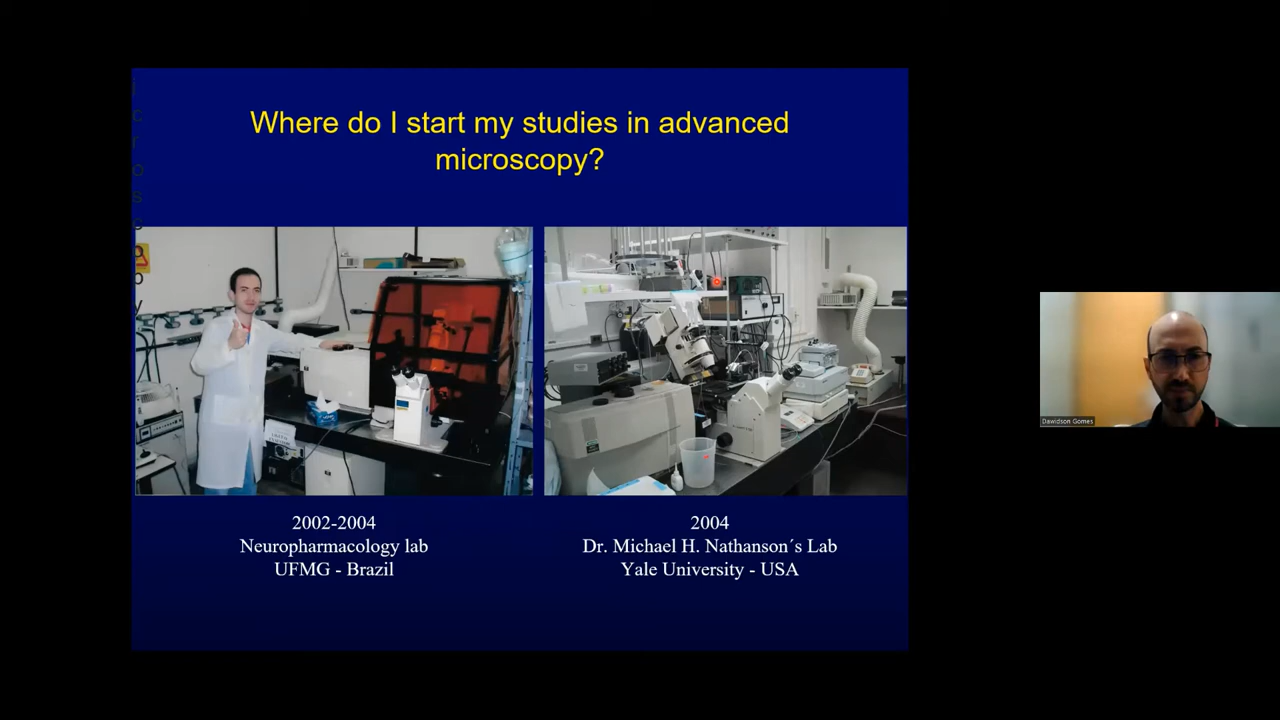 Where do I start my studies in advanced
microscopy?
2002-2004
Neuropharmacology lab
UFMG - Brazil
2004
Dr. Michael H. Nathanson´s Lab
Yale University - USA
Dawidson Gomes